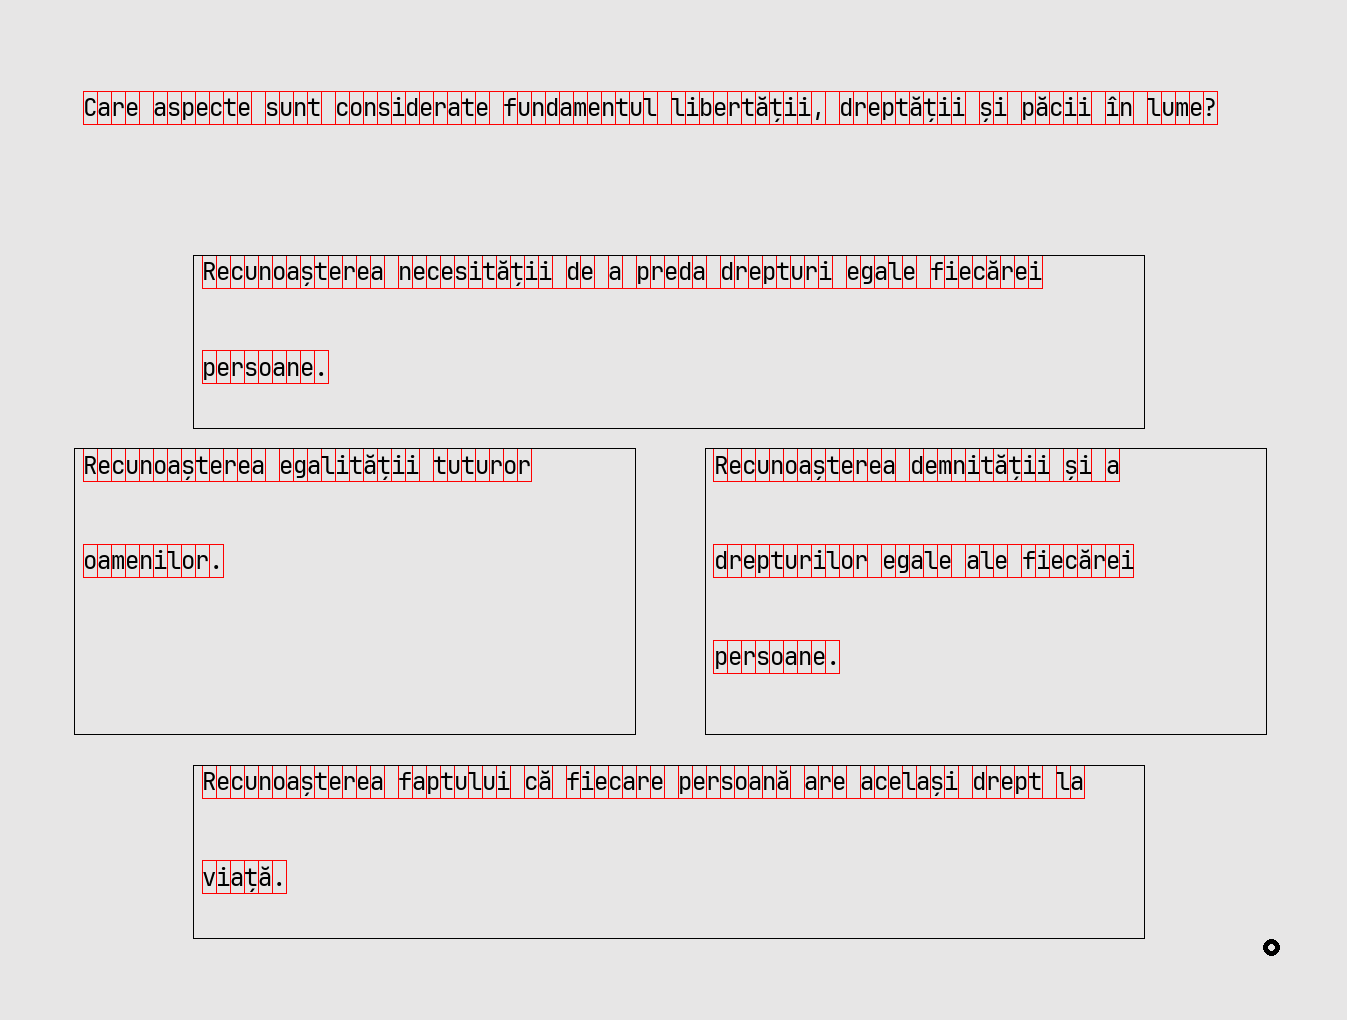 Care aspecte sunt considerate fundamentul libertății, dreptății și păcii în lume?
Recunoașterea necesității de a preda drepturi egale fiecărei
persoane.
Recunoașterea egalității tuturor
oamenilor.
Recunoașterea demnității și a
drepturilor egale ale fiecărei
persoane.
Recunoașterea faptului că fiecare persoană are același drept la
viață.